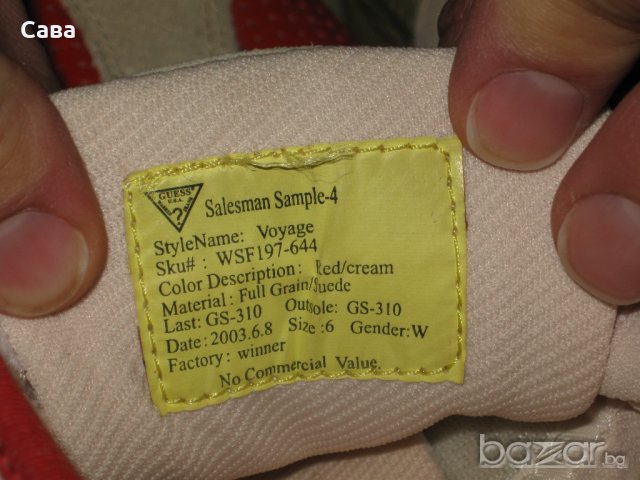 Сава
GUESS
U.S.A.
?
Salesman Sample-4
StyleName: Voyage
Sku# : WSF197-644
Color Description: Red/cream
Material: Full Grain/Suede
Last: GS-310 Outsole: GS-310
Date: 2003.6.8 Size :6 Gender:W
Factory: winner
No Commercial Value.
bazar.bg